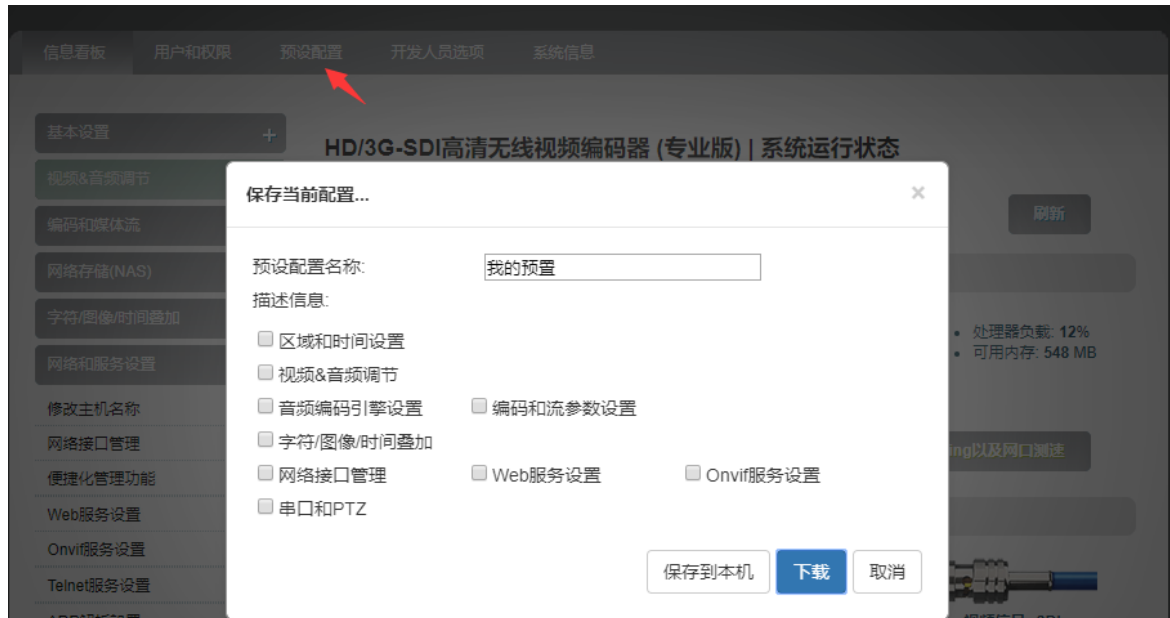 信息看板 用户和权限 预设配置 开发人员选项 系统信息
基本设置 +
HD/3G-SDI高清无线视频编码器 (专业版) | 系统运行状态
视频&音频调节
保存当前配置... ×
编码和媒体流
刷新
网络存储(NAS)
预设配置名称: 我的预置
描述信息:
字符/图像/时间叠加
区域和时间设置
处理器负载: 12%
可用内存: 548 MB
网络和服务设置
视频&音频调节
修改主机名称
音频编码引擎设置 编码和流参数设置
网络接口管理
字符/图像/时间叠加
ing以及网口测速
便捷化管理功能
网络接口管理 Web服务设置 Onvif服务设置
Web服务设置
串口和PTZ
Onvif服务设置
保存到本机 下载 取消
Telnet服务设置